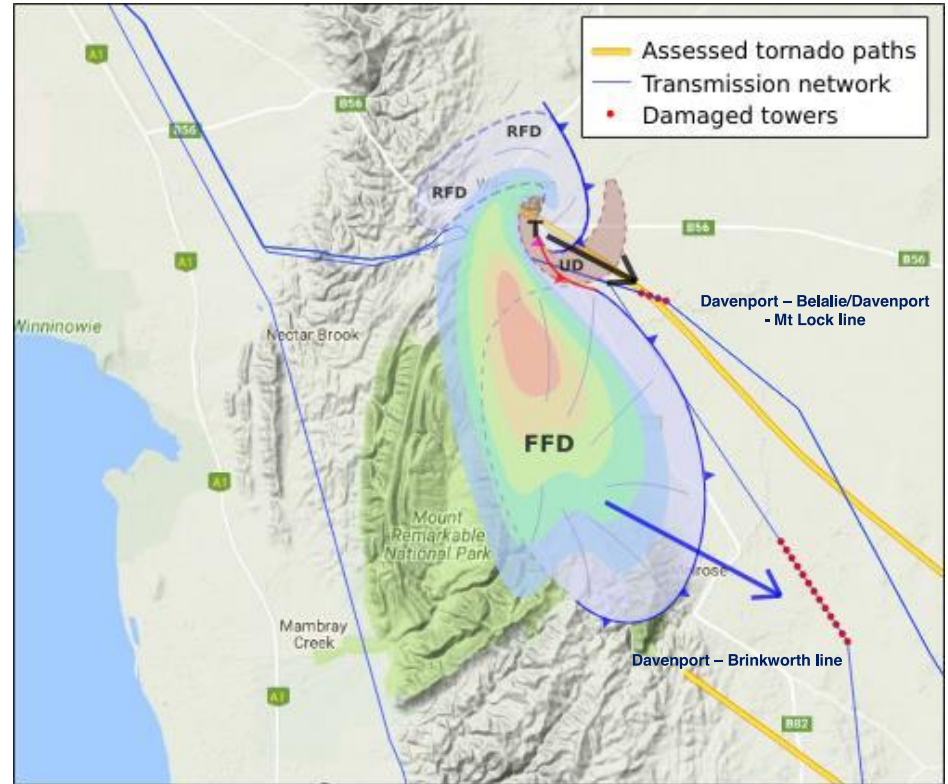 Assessed tornado paths
Transmission network
Damaged towers
A1
B56
B56
RFD
RFD
T
B56
B56
UD
A1
Davenport – Belalie/Davenport
- Mt Lock line
Winninowie
Nectar Brook
FFD
A1
Mount
Remarkable
National Park
Mambray
Creek
Davenport – Brinkworth line
A1
B82